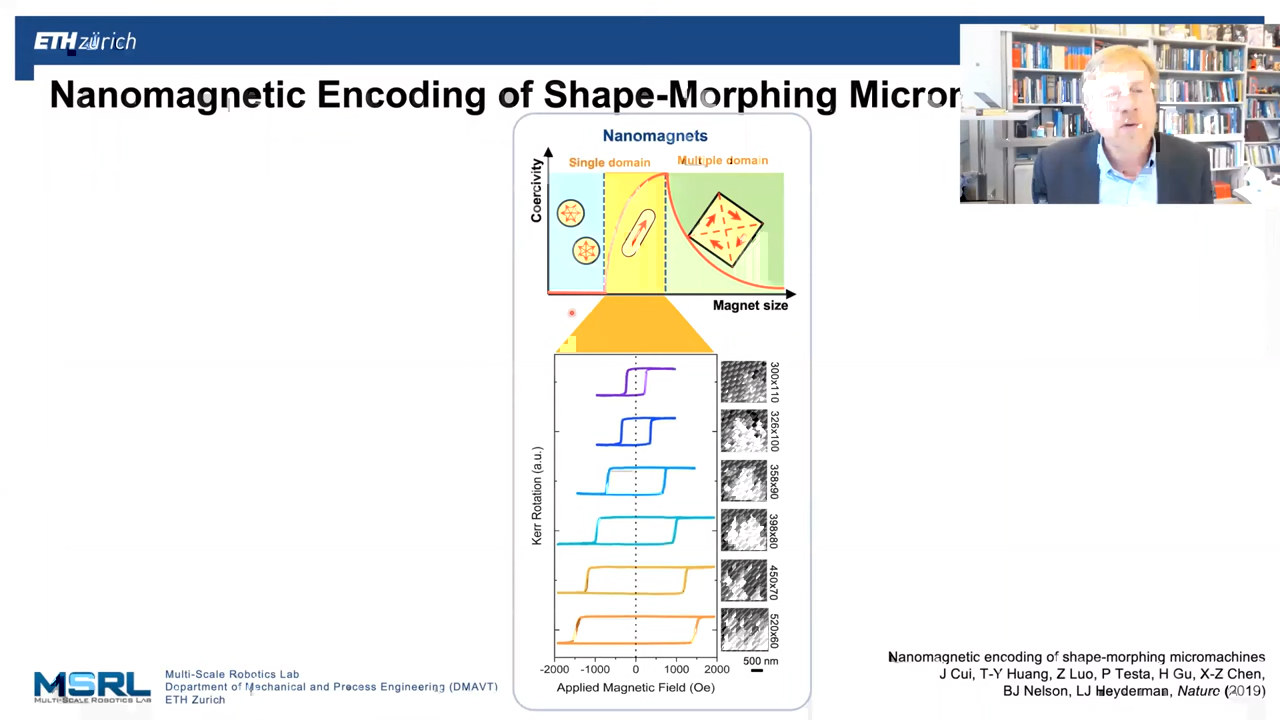 ETH zürich
Nanomagnetic Encoding of Shape-Morphing Micror
Nanomagnets
Single domain
Multiple domain
Coercivity
Magnet size
Kerr Rotation (a.u.)
300x110
326x100
358x90
398x80
450x70
520x60
-2000 -1000 0 1000 2000
500 nm
Applied Magnetic Field (Oe)
MSRL
MULTI-SCALE ROBOTICS LAB
Multi-Scale Robotics Lab
Department of Mechanical and Process Engineering (DMAVT)
ETH Zurich
Nanomagnetic encoding of shape-morphing micromachines
J Cui, T-Y Huang, Z Luo, P Testa, H Gu, X-Z Chen,
BJ Nelson, LJ Heyderman, Nature (2019)